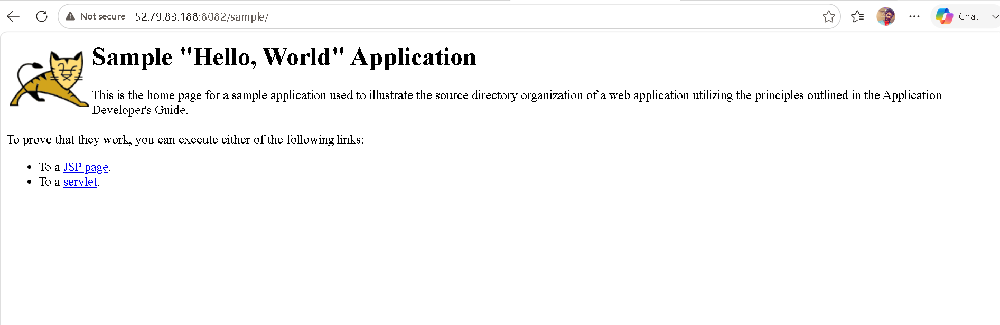 Not secure 52.79.83.188:8082/sample/ Chat
Sample "Hello, World" Application
This is the home page for a sample application used to illustrate the source directory organization of a web application utilizing the principles outlined in the Application
Developer's Guide.
To prove that they work, you can execute either of the following links:
• To a JSP page.
• To a servlet.